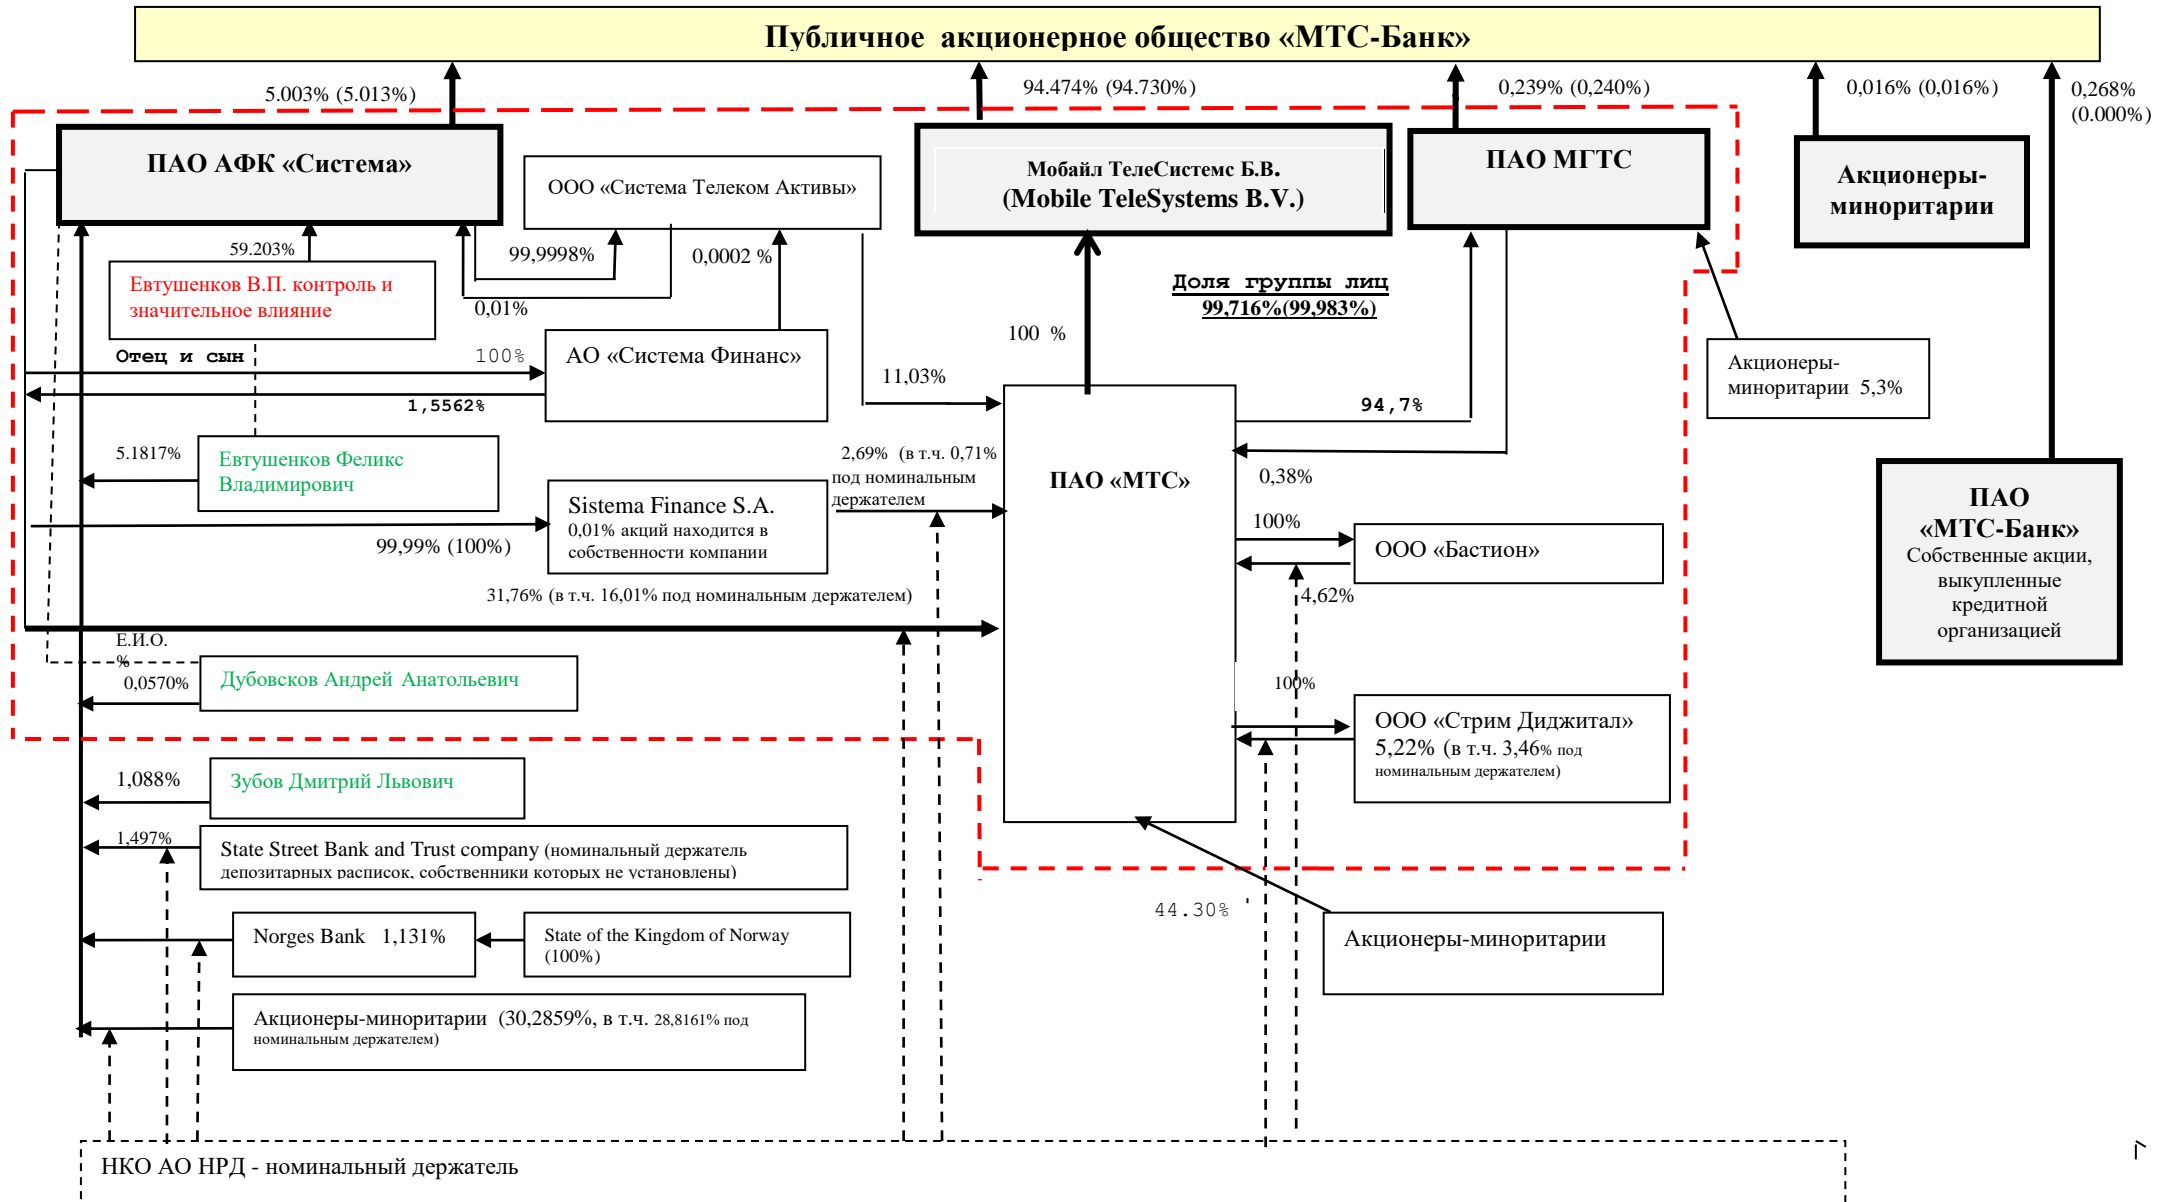 Публичное акционерное общество «МТС-Банк»
5.003% (5.013%)
94.474% (94.730%)
0,239% (0,240%)
0,016% (0,016%)
0,268%
(0.000%)
ПАО АФК «Система»
ООО «Система Телеком Активы»
Мобайл ТелеСистемс Б.В.
(Mobile TeleSystems B.V.)
ПАО МГТС
Акционеры-
миноритарии
59.203%
99,9998%
0,0002 %
Евтушенков В.П. контроль и
значительное влияние
0,01%
Доля группы лиц
99,716%(99,983%)
100 %
Отец и сын
100%
АО «Система Финанс»
1,5562%
11,03%
94,7%
Акционеры-
миноритарии 5,3%
5.1817%
Евтушенков Феликс
Владимирович
2,69% (в т.ч. 0,71%
под номинальным
держателем
ПАО «МТС»
0,38%
Sistema Finance S.A.
0,01% акций находится в
собственности компании
99,99% (100%)
100%
ООО «Бастион»
4,62%
ПАО
«МТС-Банк»
Собственные акции,
выкупленные
кредитной
организацией
31,76% (в т.ч. 16,01% под номинальным держателем)
Е.И.О.
%
0,0570%
Дубовсков Андрей Анатольевич
100%
ООО «Стрим Диджитал»
5,22% (в т.ч. 3,46% под
номинальным держателем)
1,088%
Зубов Дмитрий Львович
1,497%
State Street Bank and Trust company (номинальный держатель
депозитарных расписок, собственники которых не установлены)
44.30%
Norges Bank 1,131%
State of the Kingdom of Norway
(100%)
Акционеры-миноритарии
Акционеры-миноритарии (30,2859%, в т.ч. 28,8161% под
номинальным держателем)
НКО АО НРД - номинальный держатель